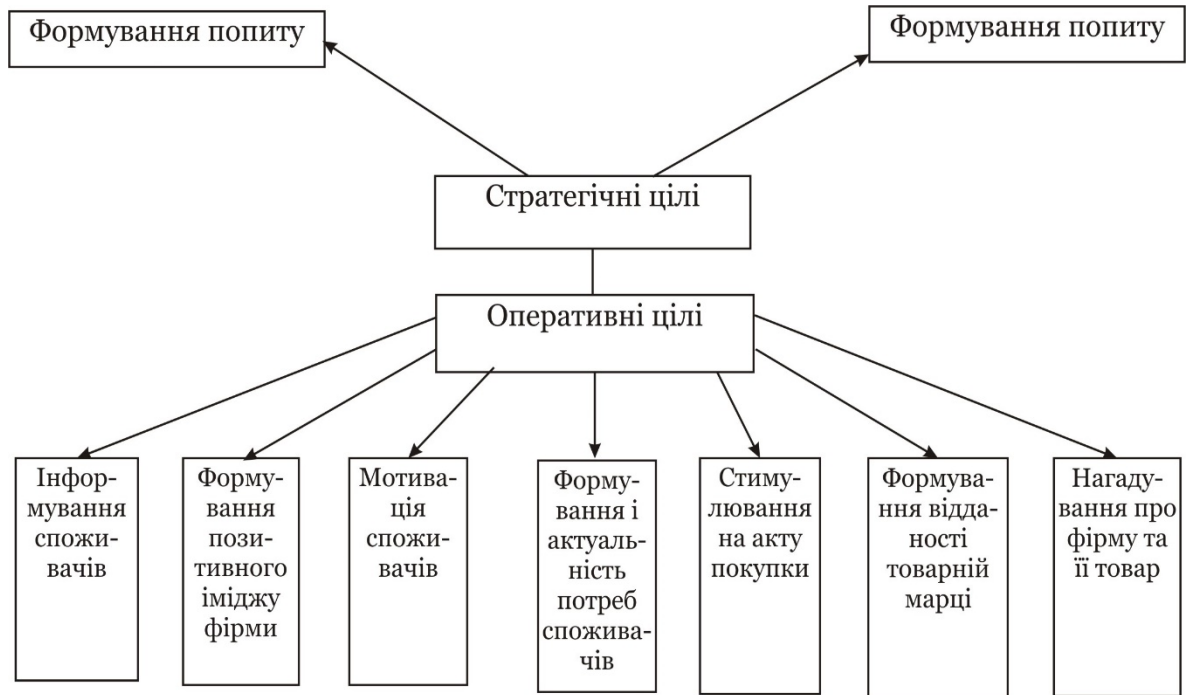 Формування попиту
Формування попиту
Стратегічні цілі
Оперативні цілі
Інфор-
мування
споживи-
вачів
Форму-
вання
пози-
тивного
іміджу
фірми
Мотива-
ція
спожи-
вачів
Форму-
вання і
актуаль-
ність
потреб
спожива-
чів
Стиму-
лювання
на акту
покупки
Формува-
ння відда-
ності
товарній
марці
Нагаду-
вання про
фірму та
її товар